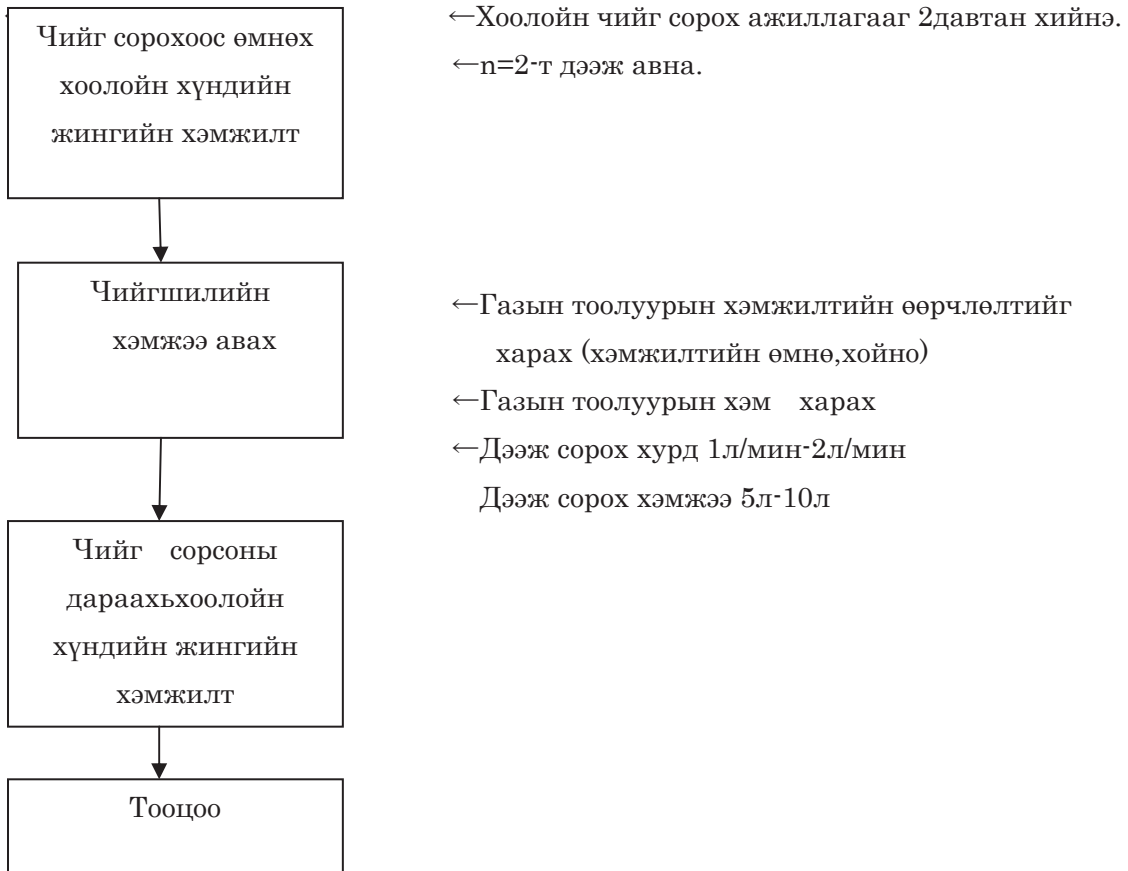 Чийг сорохоос өмнөх
хоолойн хүндийн
жингийн хэмжилт
←Хоолойн чийг сорох ажиллагааг 2давтан хийнэ.
←n=2-т дээж авна.
Чийгшилийн
хэмжээ авах
←Газын тоолуурын хэмжилтийн өөрчлөлтийг
харах (хэмжилтийн өмнө,хойно)
←Газын тоолуурын хэм харах
←Дээж сорох хурд 1л/мин-2л/мин
Дээж сорох хэмжээ 5л-10л
Чийг сорсоны
дараахьхоолойн
хүндийн жингийн
хэмжилт
Тооцоо